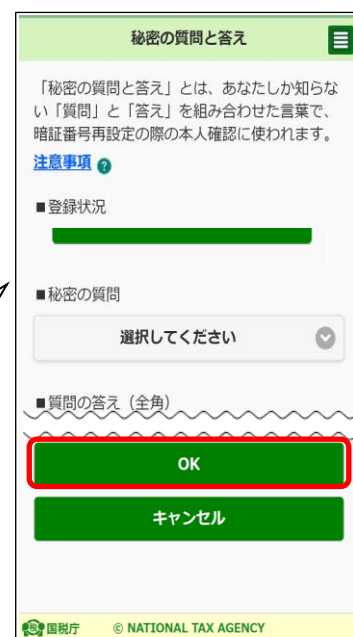 秘密の質問と答え
「秘密の質問と答え」とは、あなたしか知らな
い「質問」と「答え」を組み合わせた言葉で、
暗証番号再設定の際の本人確認に使われます。
注意事項 ?
■登録状況
■秘密の質問
選択してください
■質問の答え（全角）
OK
キャンセル
税 国税庁 © NATIONAL TAX AGENCY